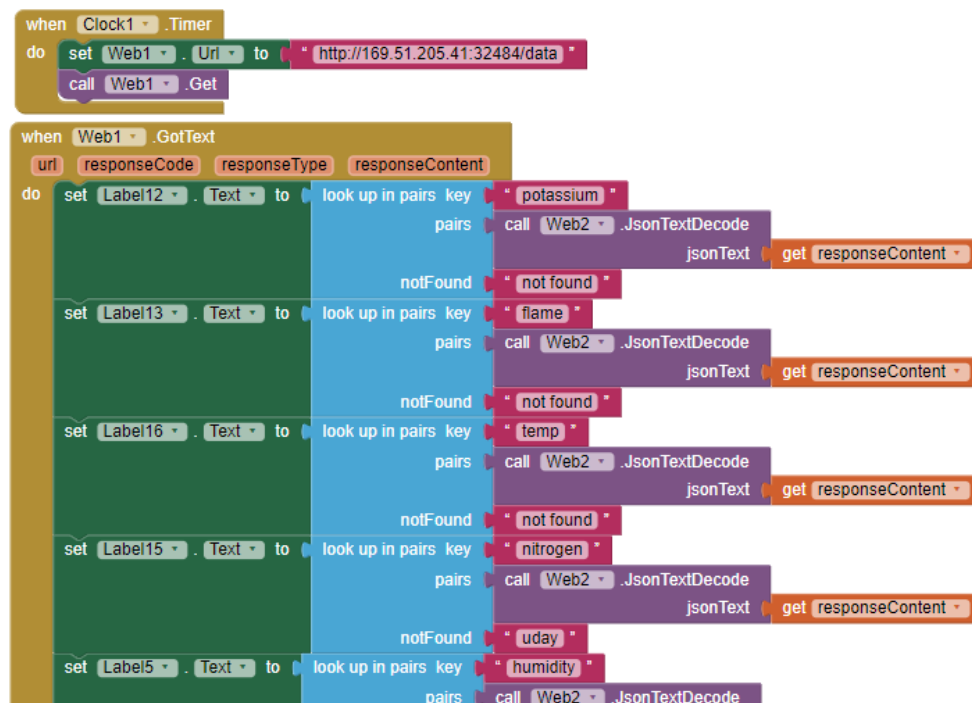 when Clock1 .Timer
do set Web1 . Url to " http://169.51.205.41:32484/data "
call Web1 .Get
when Web1 .GotText
url responseCode responseType responseContent
do set Label12 . Text to look up in pairs key " potassium "
pairs call Web2 .JsonTextDecode
jsonText get responseContent
notFound " not found "
set Label13 . Text to look up in pairs key " flame "
pairs call Web2 .JsonTextDecode
jsonText get responseContent
notFound " not found "
set Label16 . Text to look up in pairs key " temp "
pairs call Web2 .JsonTextDecode
jsonText get responseContent
notFound " not found "
set Label15 . Text to look up in pairs key " nitrogen "
pairs call Web2 .JsonTextDecode
jsonText get responseContent
notFound " uday "
set Label5 . Text to look up in pairs key " humidity "
pairs call Web2 .JsonTextDecode